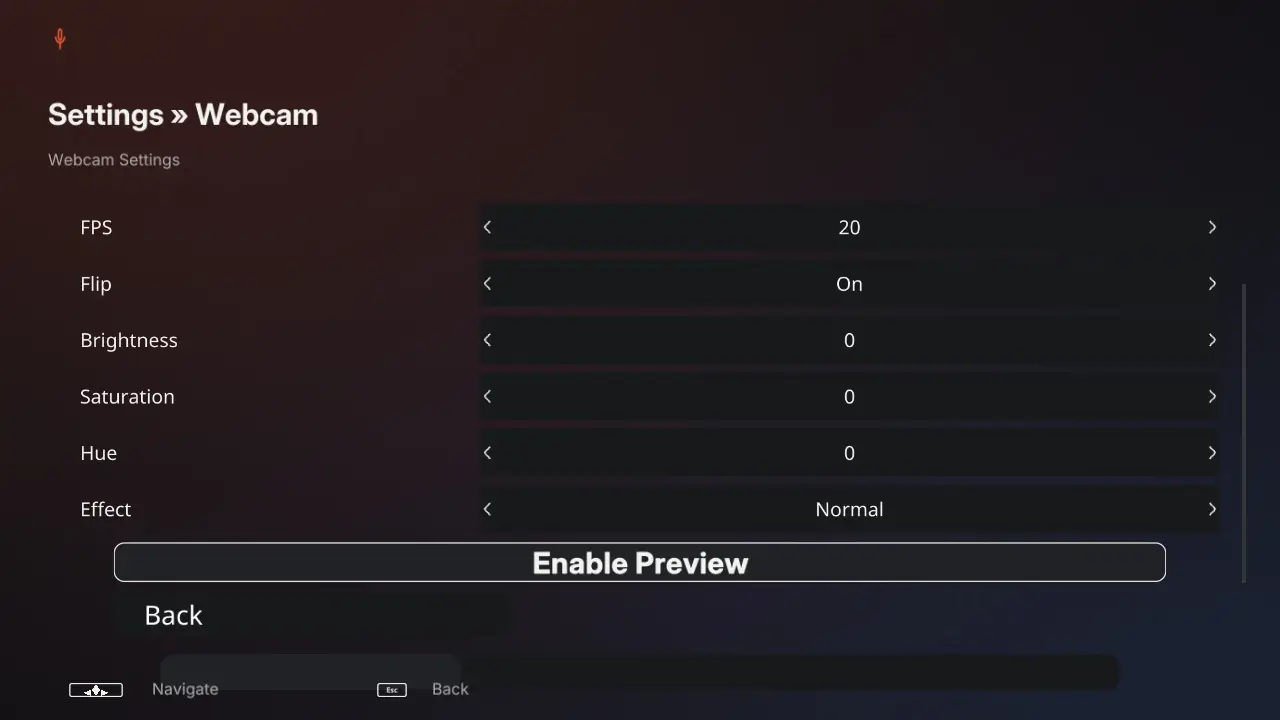 Settings » Webcam
Webcam Settings
FPS 20
Flip On
Brightness 0
Saturation 0
Hue 0
Effect Normal
Enable Preview
Back
Navigate Esc Back